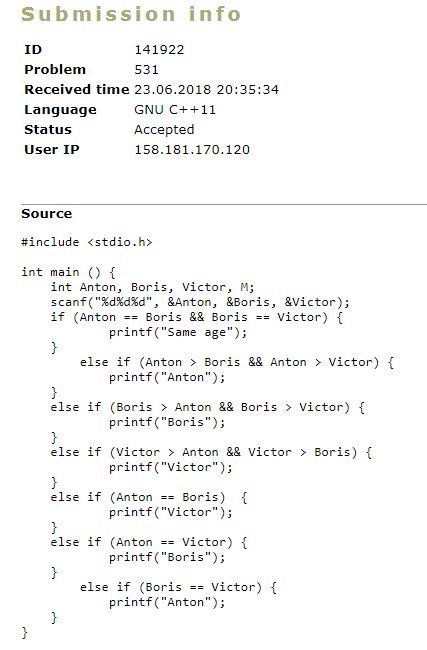 Submission info
ID 141922
Problem 531
Received time 23.06.2018 20:35:34
Language GNU C++11
Status Accepted
User IP 158.181.170.120
Source
#include <stdio.h>
int main () {
    int Anton, Boris, Victor, M;
    scanf("%d%d%d", &Anton, &Boris, &Victor);
    if (Anton == Boris && Boris == Victor) {
            printf("Same age");
    }
        else if (Anton > Boris && Anton > Victor) {
            printf("Anton");
    }
    else if (Boris > Anton && Boris > Victor) {
            printf("Boris");
    }
    else if (Victor > Anton && Victor > Boris) {
            printf("Victor");
    }
    else if (Anton == Boris)  {
            printf("Victor");
    }
    else if (Anton == Victor) {
            printf("Boris");
    }
        else if (Boris == Victor) {
            printf("Anton");
    }
}